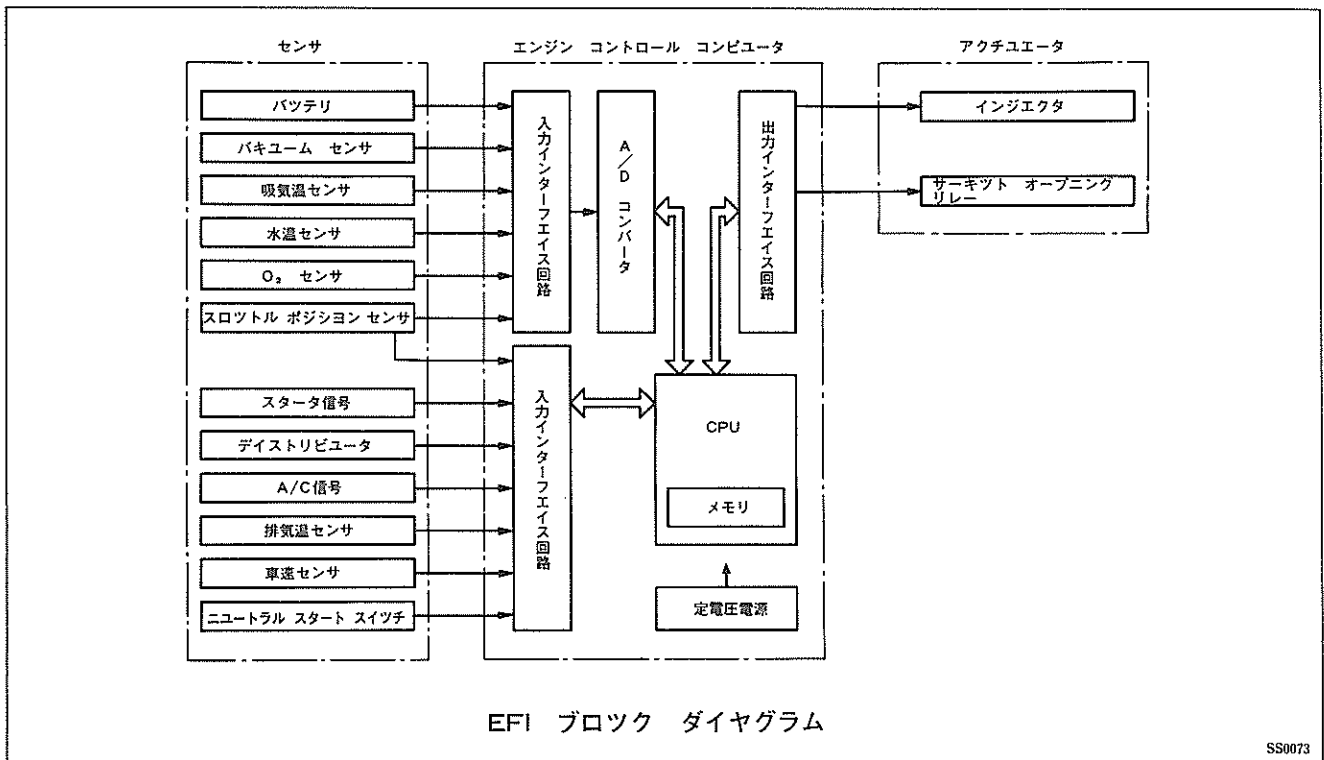 センサ
エンジン コントロール コンピユータ
アクチユエータ
バツテリ
バキユーム センサ
吸気温センサ
水温センサ
O₂ センサ
スロツトル ポジシヨン センサ
スタータ信号
デイストリビユータ
A/C信号
排気温センサ
車速センサ
ニユートラル スタート スイツチ
入力インターフエイス回路
A/D コンバータ
入力インターフエイス回路
出力インターフエイス回路
CPU
メモリ
定電圧電源
インジエクタ
サーキツト オープニング
リレー
EFI ブロツク ダイヤグラム
SS0073